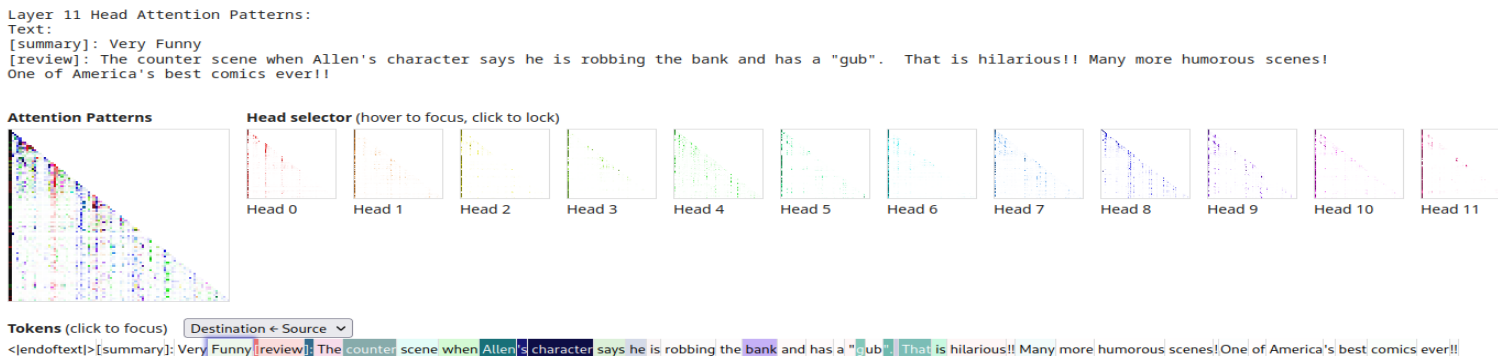 Layer 11 Head Attention Patterns:
Text:
[summary]: Very Funny
[review]: The counter scene when Allen's character says he is robbing the bank and has a "gub".  That is hilarious!! Many more humorous scenes!
One of America's best comics ever!!
Attention Patterns
Head selector (hover to focus, click to lock)
Head 0 Head 1 Head 2 Head 3 Head 4 Head 5 Head 6 Head 7 Head 8 Head 9 Head 10 Head 11
Tokens (click to focus) Destination ← Source
<|endoftext|>[summary]: Very Funny[review]: The counter scene when Allen's character says he is robbing the bank and has a "gub".  That is hilarious!! Many more humorous scenes!One of America's best comics ever!!